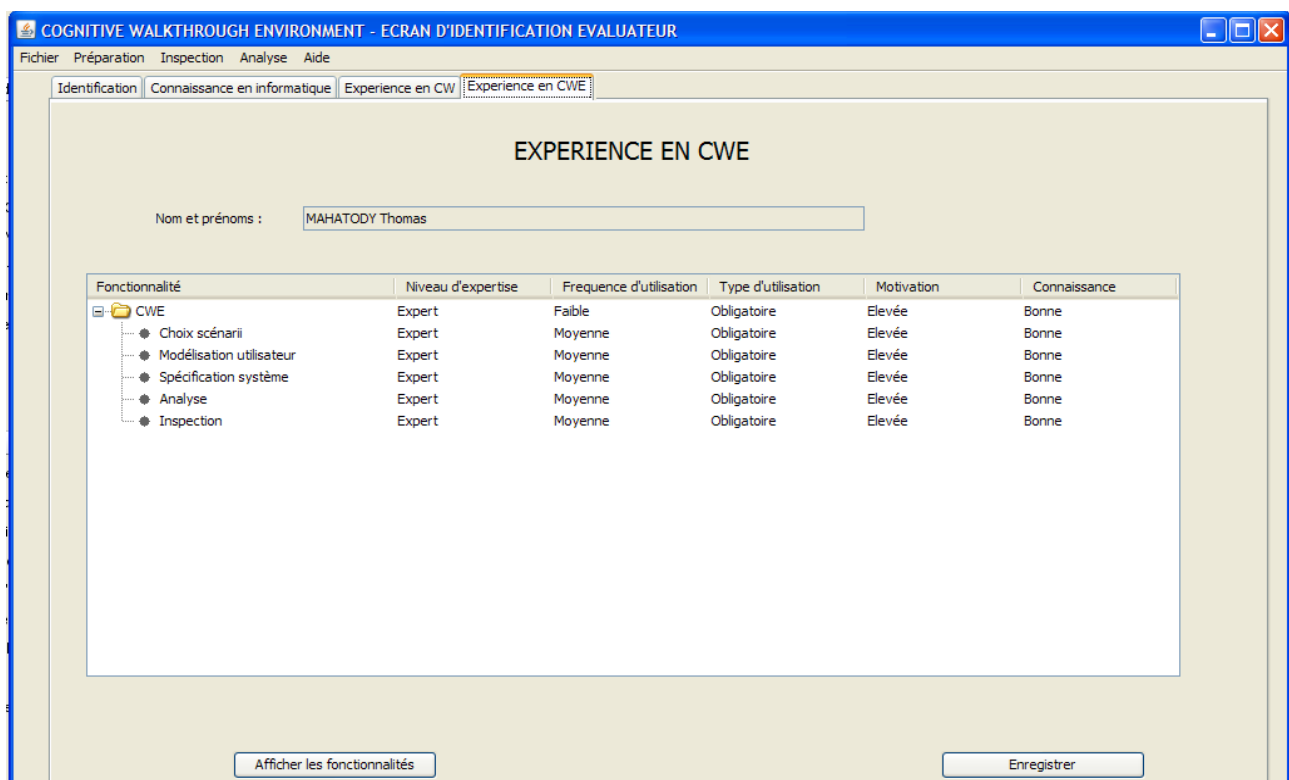 COGNITIVE WALKTHROUGH ENVIRONMENT - ECRAN D'IDENTIFICATION EVALUATEUR
Fichier Préparation Inspection Analyse Aide
Identification Connaissance en informatique Experience en CW Experience en CWE
EXPERIENCE EN CWE
Nom et prénoms : MAHATODY Thomas
Fonctionnalité Niveau d'expertise Frequence d'utilisation Type d'utilisation Motivation Connaissance
CWE Expert Faible Obligatoire Elevée Bonne
Choix scénarii Expert Moyenne Obligatoire Elevée Bonne
Modélisation utilisateur Expert Moyenne Obligatoire Elevée Bonne
Spécification système Expert Moyenne Obligatoire Elevée Bonne
Analyse Expert Moyenne Obligatoire Elevée Bonne
Inspection Expert Moyenne Obligatoire Elevée Bonne
Afficher les fonctionnalités Enregistrer